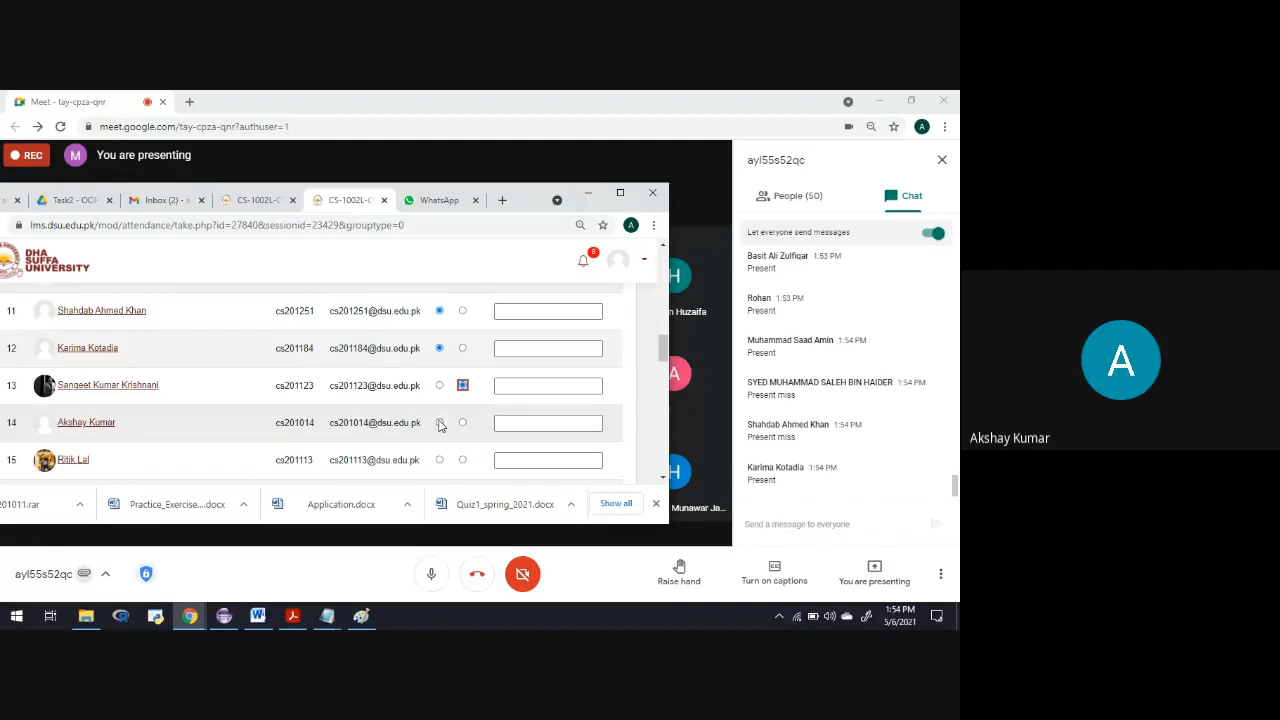 Meet - tay-cpza-qnr
meet.google.com/tay-cpza-qnr?authuser=1
A
REC
M
You are presenting
ayl55s52qc
People (50)
Chat
Let everyone send messages
Basit Ali Zulfiqar 1:53 PM
Present
Rohan 1:53 PM
Present
Muhammad Saad Amin 1:54 PM
Present
SYED MUHAMMAD SALEH BIN HAIDER 1:54 PM
Present miss
Shahdab Ahmed Khan 1:54 PM
Present miss
Karima Kotadia 1:54 PM
Present
Send a message to everyone
Task2 - OOP
Inbox (2) -
CS-1002L-C
CS-1002L-C
WhatsApp
lms.dsu.edu.pk/mod/attendance/take.php?id=27840&sessionid=23429&grouptype=0
A
DHA
SUFFA
UNIVERSITY
11 Shahdab Ahmed Khan cs201251 cs201251@dsu.edu.pk
12 Karima Kotadia cs201184 cs201184@dsu.edu.pk
13 Sangeet Kumar Krishnani cs201123 cs201123@dsu.edu.pk
14 Akshay Kumar cs201014 cs201014@dsu.edu.pk
15 Ritik Lal cs201113 cs201113@dsu.edu.pk
201011.rar
Practice_Exercise....docx
Application.docx
Quiz1_spring_2021.docx
Show all
H
n Huzaifa
A
H
Munawar Ja...
ayl55s52qc
Raise hand
Turn on captions
You are presenting
1:54 PM
5/6/2021
A
Akshay Kumar